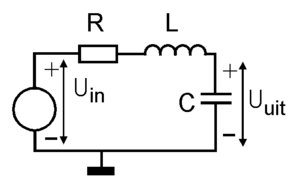 R L
+ +
U in C U uit
− −